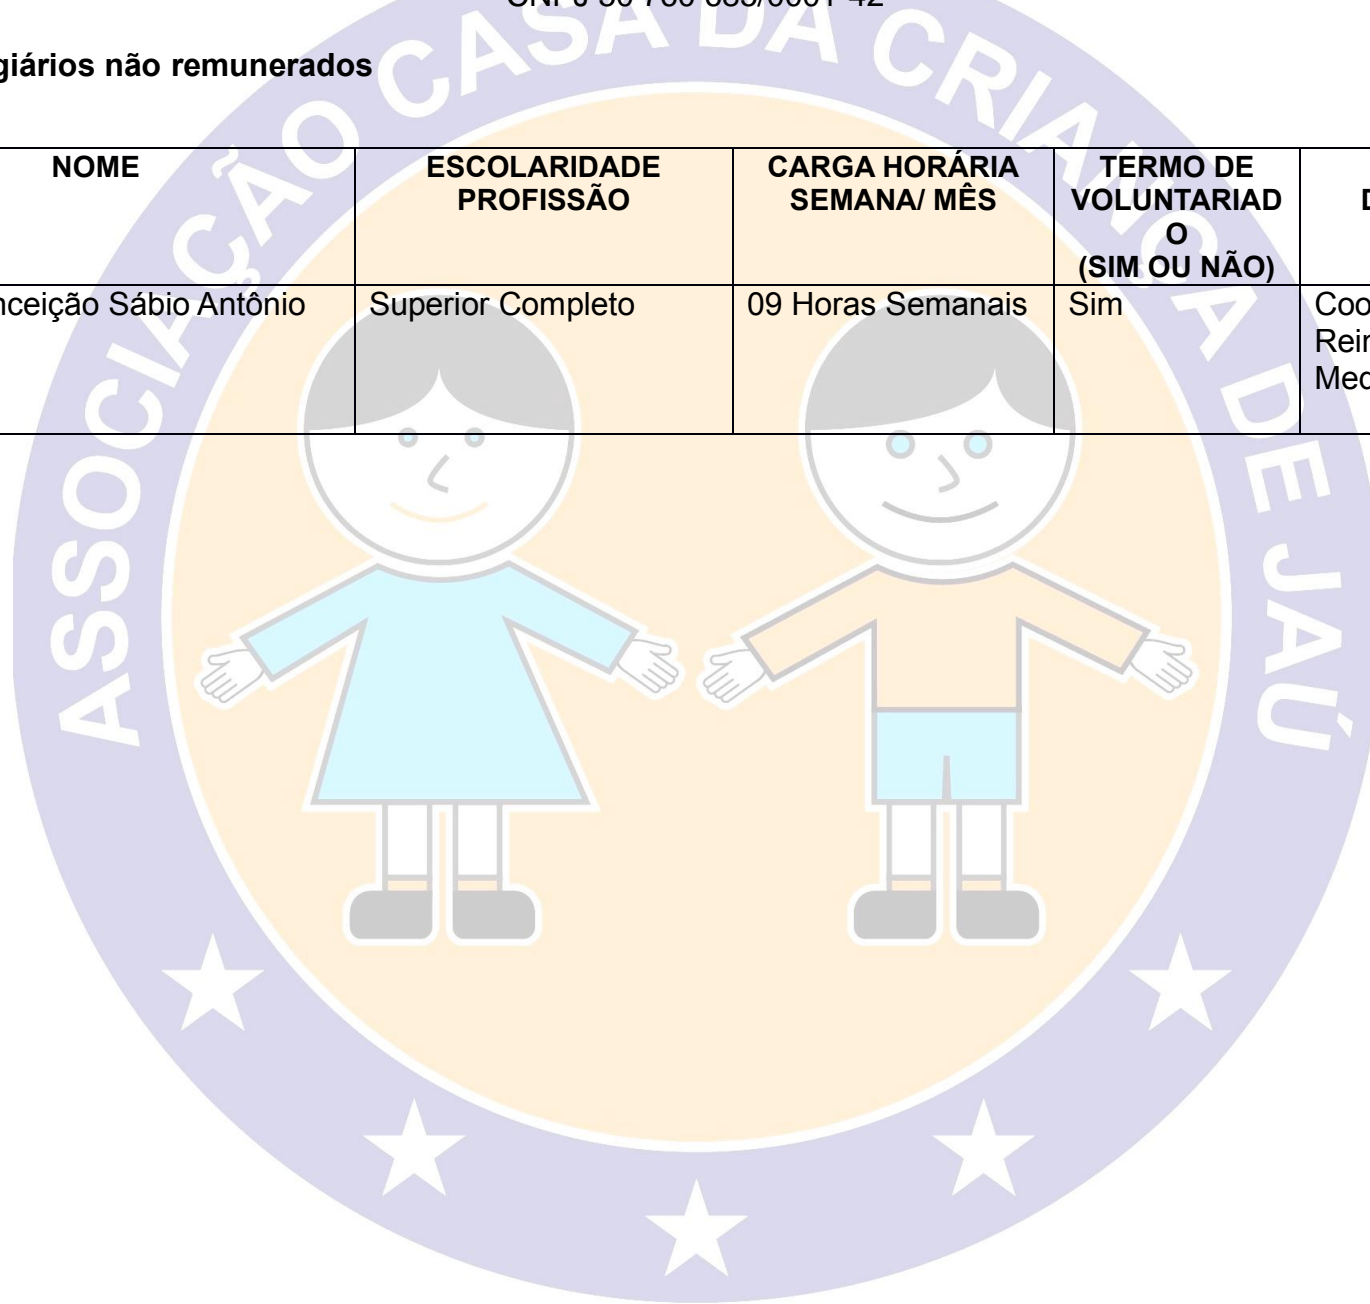 giários não remunerados
NOME
ESCOLARIDADE
PROFISSÃO
CARGA HORÁRIA
SEMANA/ MÊS
TERMO DE
VOLUNTARIAD
O
(SIM OU NÃO)
nceição Sábio Antônio
Superior Completo
09 Horas Semanais
Sim
Coo
Rein
Med
ASSOCIAÇÃO CASA DA CRIANÇA DE JAÚ